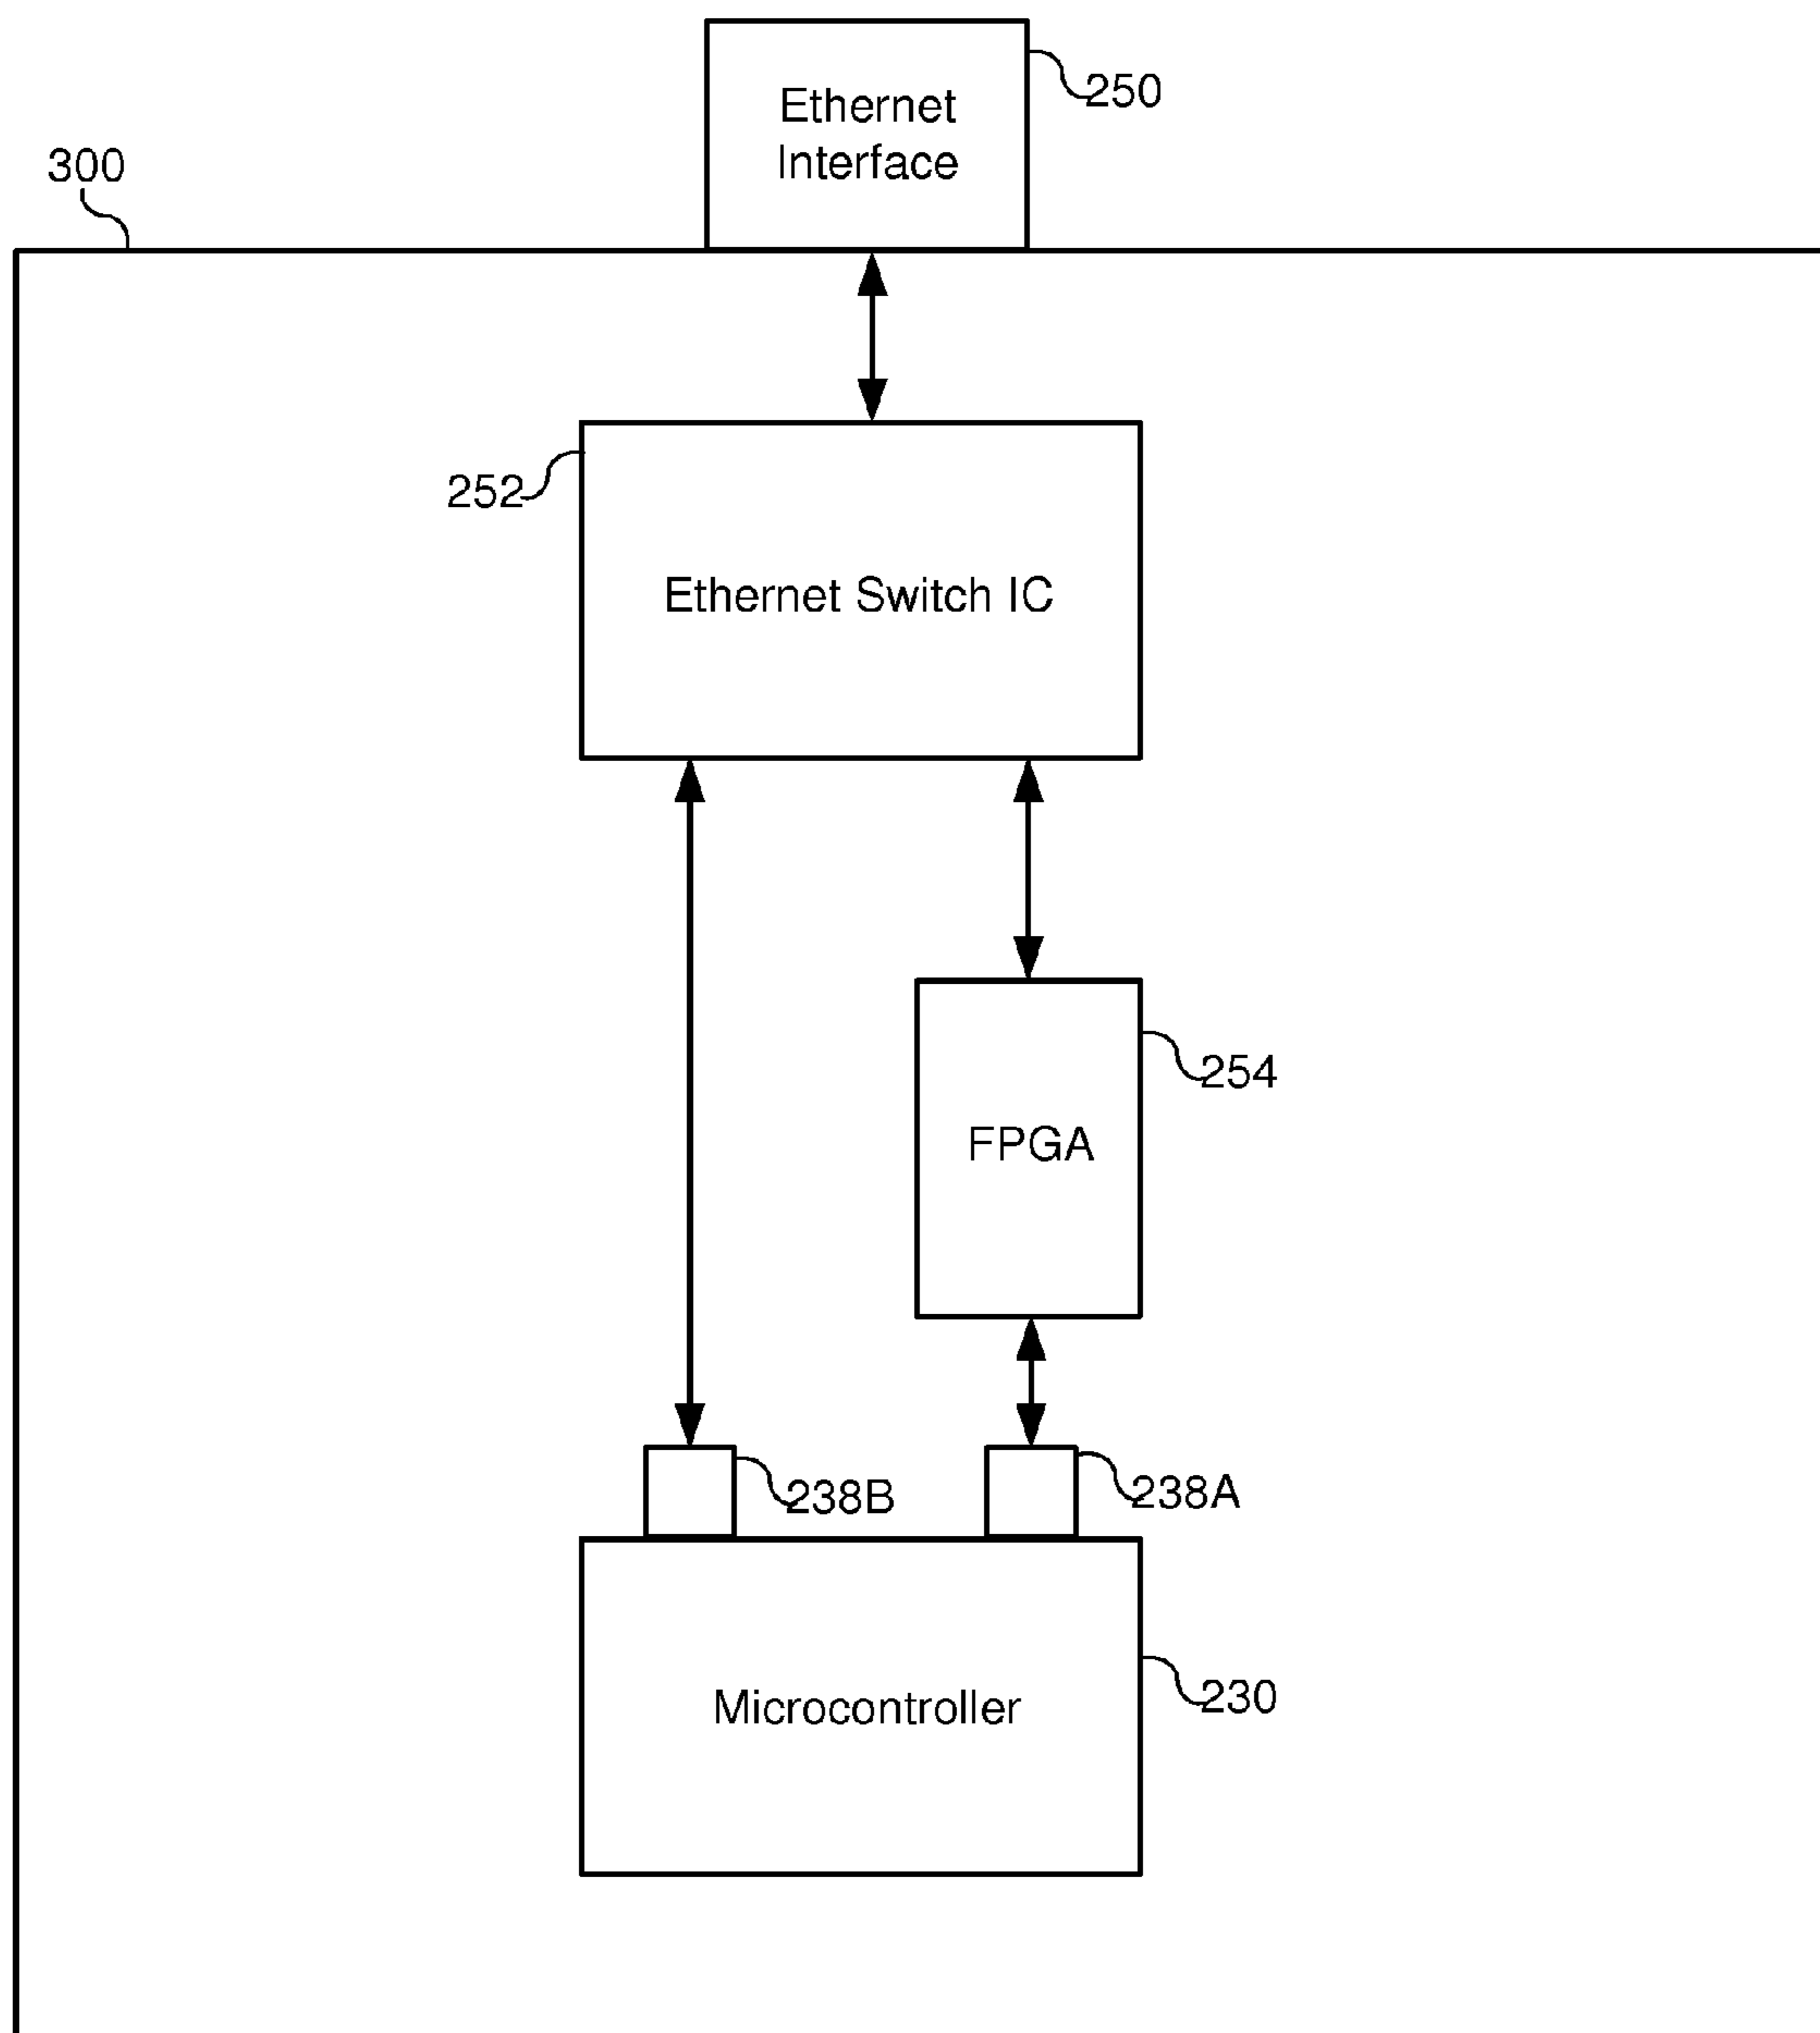 Ethernet
Interface
250
300
252
Ethernet Switch IC
254
FPGA
238B
238A
230
Microcontroller